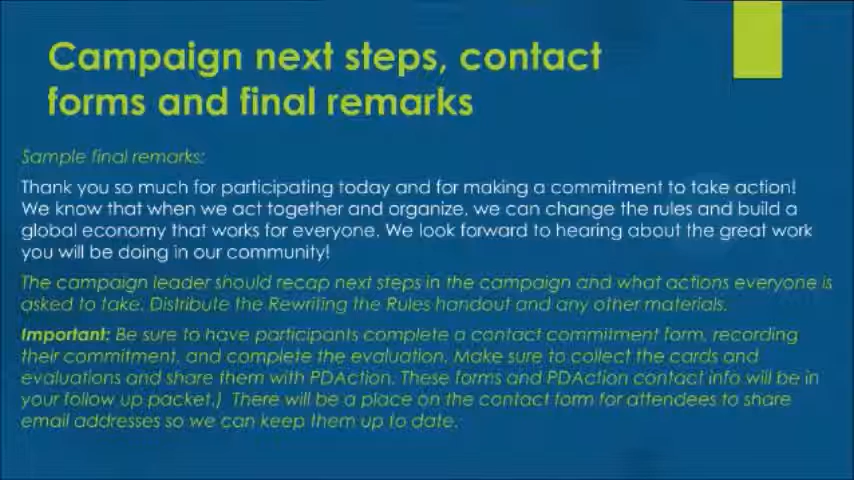 Campaign next steps, contact
forms and final remarks
Sample final remarks:
Thank you so much for participating today and for making a commitment to take action!
We know that when we act together and organize, we can change the rules and build a
global economy that works for everyone. We look forward to hearing about the great work
you will be doing in our community!
The campaign leader should recap next steps in the campaign and what actions everyone is
asked to take. Distribute the Rewriting the Rules handout and any other materials.
Important: Be sure to have participants complete a contact commitment form, recording
their commitment, and complete the evaluation. Make sure to collect the cards and
evaluations and share them with PDAction. These forms and PDAction contact info will be in
your follow up packet.) There will be a place on the contact form for attendees to share
email addresses so we can keep them up to date.